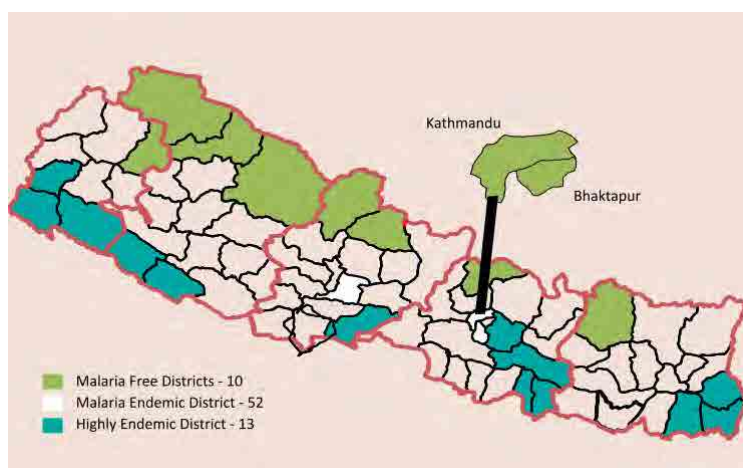 Kathmandu
Bhaktapur
Malaria Free Districts - 10
Malaria Endemic District - 52
Highly Endemic District - 13